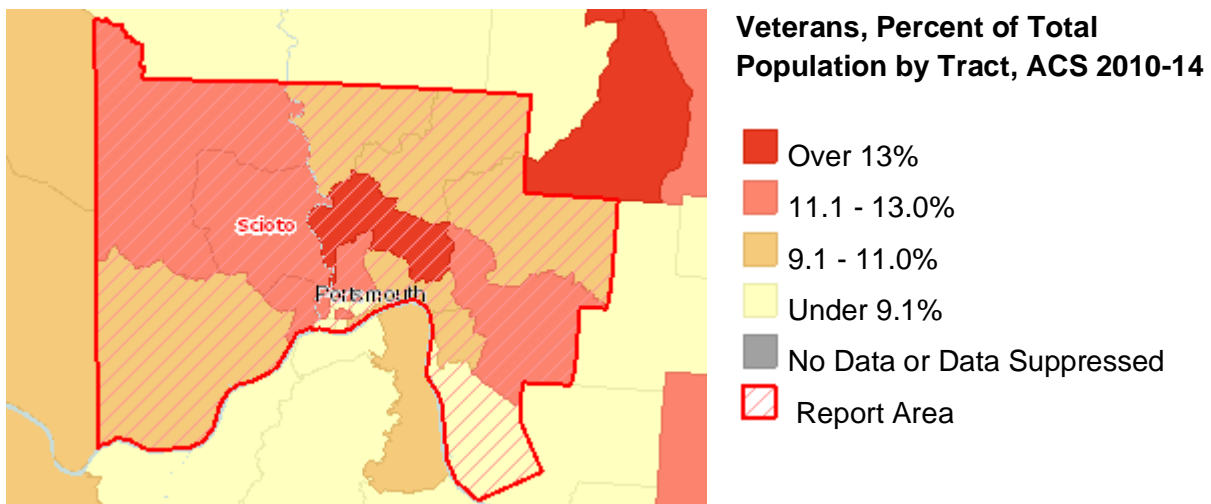 Veterans, Percent of Total
Population by Tract, ACS 2010-14
Over 13%
11.1 - 13.0%
9.1 - 11.0%
Under 9.1%
No Data or Data Suppressed
Report Area
Scioto
Portsmouth